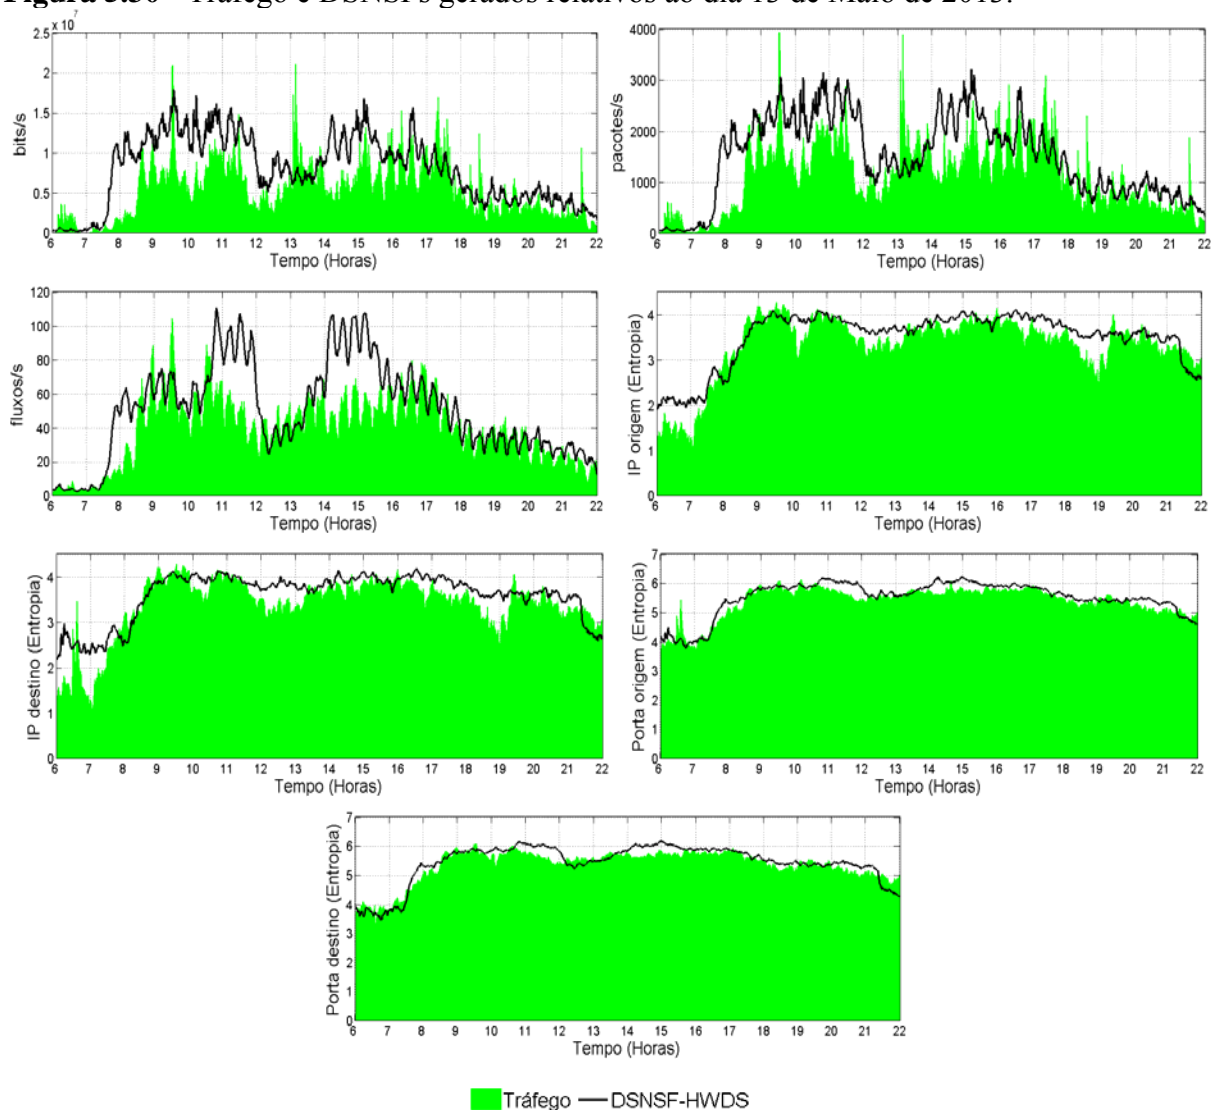 Figura – Tráfego e DSNSFs gerados relativos ao dia de Maio de
2.5 x 10^7
2
1.5
1
0.5
0
bits/s
6 7 8 9 10 11 12 13 14 15 16 17 18 19 20 21 22
Tempo (Horas)
4000
3000
2000
1000
0
pacotes/s
6 7 8 9 10 11 12 13 14 15 16 17 18 19 20 21 22
Tempo (Horas)
120
100
80
60
40
20
0
fluxos/s
6 7 8 9 10 11 12 13 14 15 16 17 18 19 20 21 22
Tempo (Horas)
4
3
2
1
0
IP origem (Entropia)
6 7 8 9 10 11 12 13 14 15 16 17 18 19 20 21 22
Tempo (Horas)
4
3
2
1
0
IP destino (Entropia)
6 7 8 9 10 11 12 13 14 15 16 17 18 19 20 21 22
Tempo (Horas)
7
6
5
4
3
2
1
0
Porta origem (Entropia)
6 7 8 9 10 11 12 13 14 15 16 17 18 19 20 21 22
Tempo (Horas)
7
6
5
4
3
2
1
0
Porta destino (Entropia)
6 7 8 9 10 11 12 13 14 15 16 17 18 19 20 21 22
Tempo (Horas)
Tráfego DSNSF-HWDS